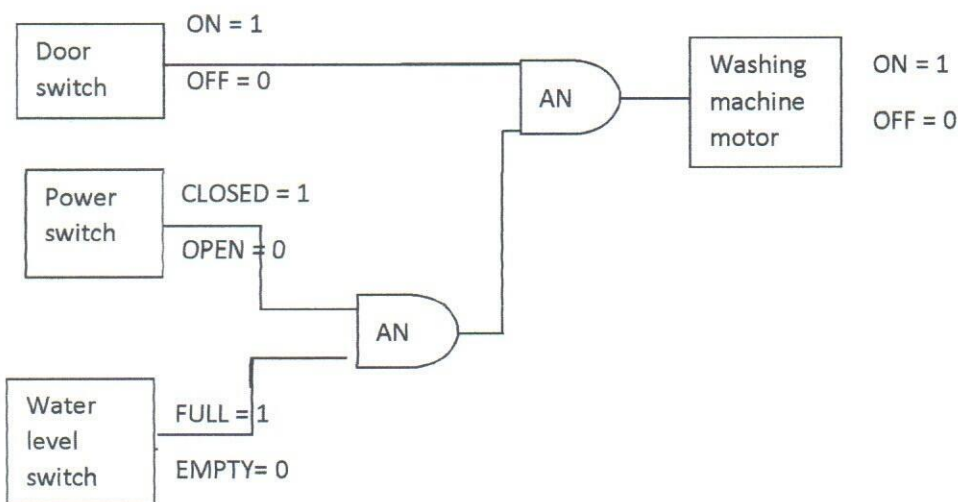 ON = 1
Door
switch
OFF = 0
AN
Washing
machine
motor
ON = 1
OFF = 0
Power
switch
CLOSED = 1
OPEN = 0
AN
Water
level
switch
FULL = 1
EMPTY= 0